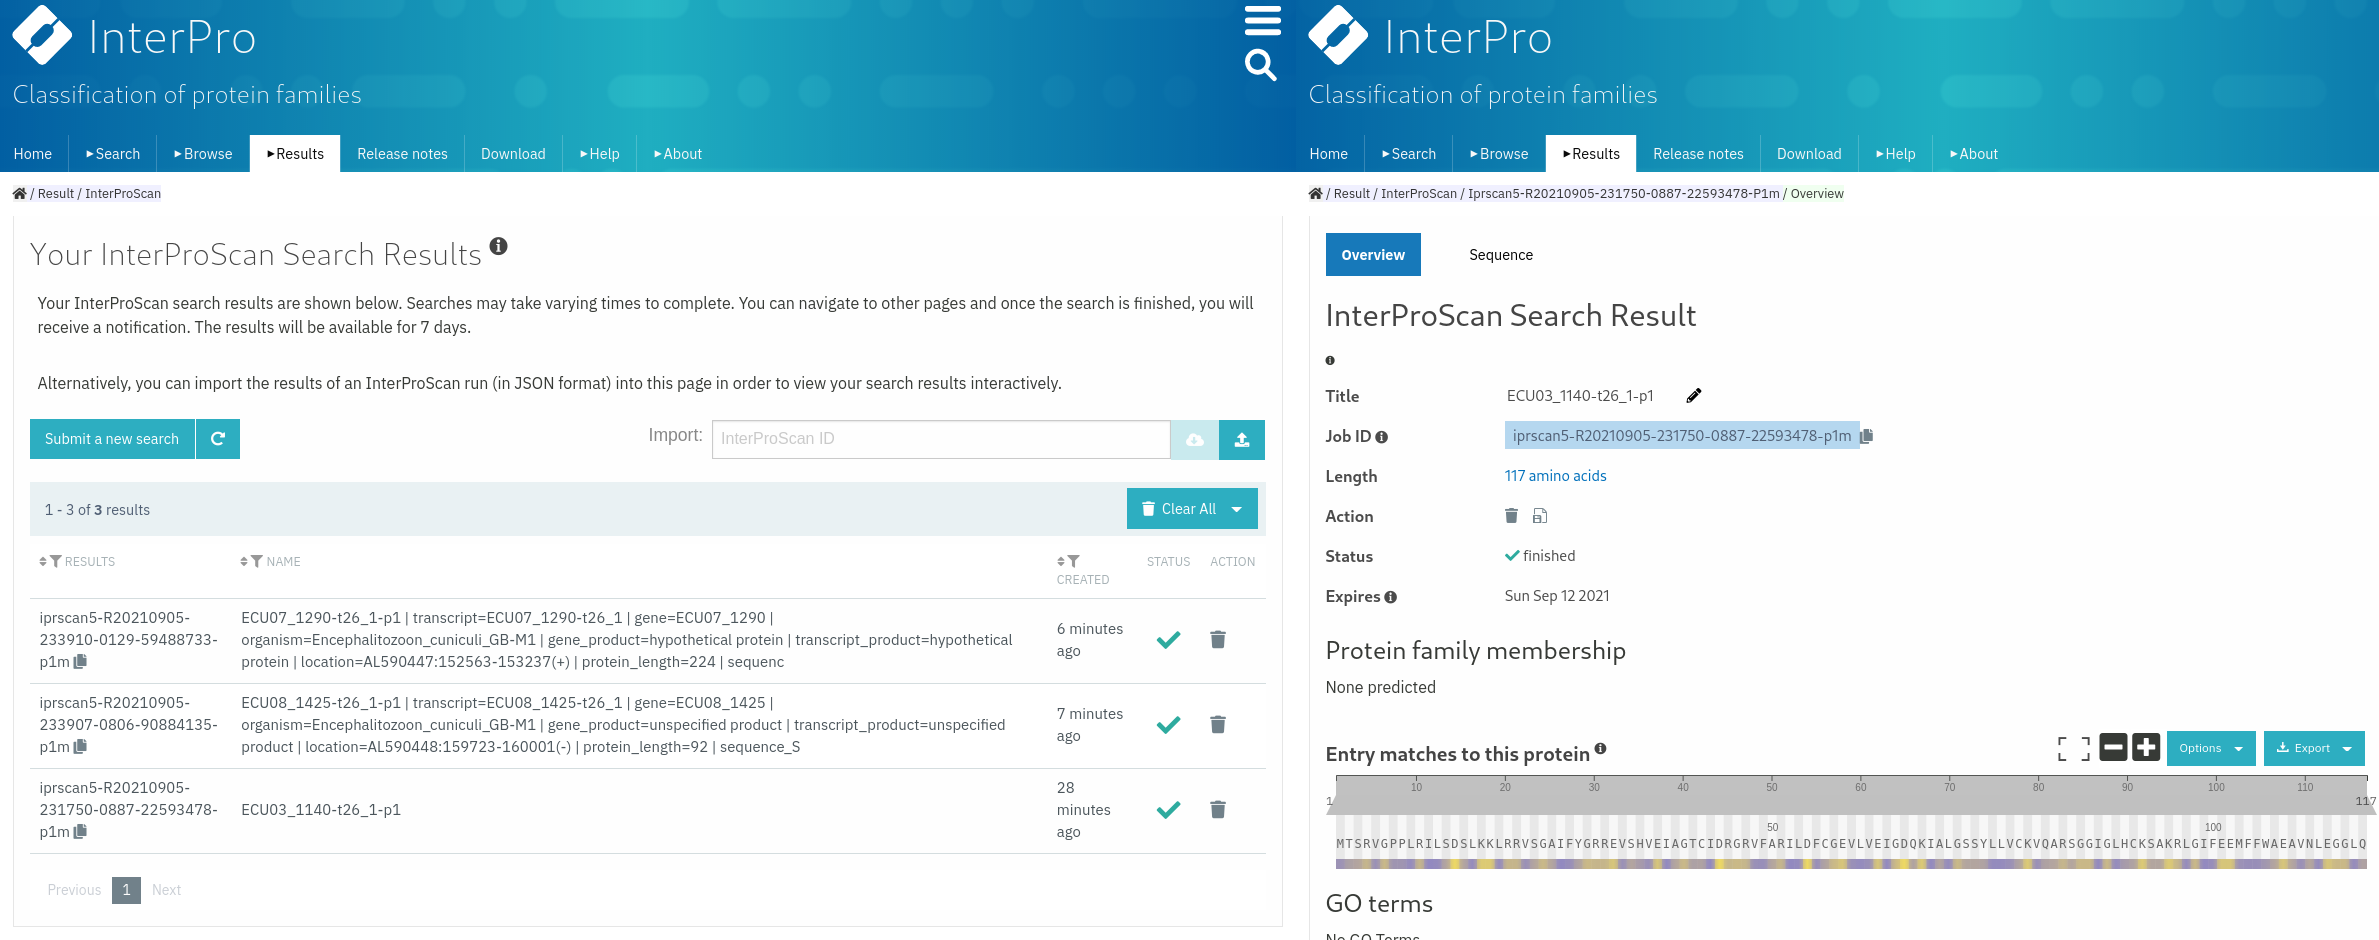 InterPro
Classification of protein families
Home Search Browse Results Release notes Download Help About
/ Result / InterProScan
Your InterProScan Search Results
Your InterProScan search results are shown below. Searches may take varying times to complete. You can navigate to other pages and once the search is finished, you will
receive a notification. The results will be available for 7 days.
Alternatively, you can import the results of an InterProScan run (in JSON format) into this page in order to view your search results interactively.
Submit a new search
Import: InterProScan ID
1 - 3 of 3 results
Clear All
RESULTS NAME CREATED STATUS ACTION
iprscan5-R20210905-
233910-0129-59488733-
p1m
ECU07_1290-t26_1-p1 | transcript=ECU07_1290-t26_1 | gene=ECU07_1290 |
organism=Encephalitozoon_cuniculi_GB-M1 | gene_product=hypothetical protein | transcript_product=hypothetical
protein | location=AL590447:152563-153237(+) | protein_length=224 | sequenc
6 minutes
ago
iprscan5-R20210905-
233907-0806-90884135-
p1m
ECU08_1425-t26_1-p1 | transcript=ECU08_1425-t26_1 | gene=ECU08_1425 |
organism=Encephalitozoon_cuniculi_GB-M1 | gene_product=unspecified product | transcript_product=unspecified
product | location=AL590448:159723-160001(-) | protein_length=92 | sequence_S
7 minutes
ago
iprscan5-R20210905-
231750-0887-22593478-
p1m
ECU03_1140-t26_1-p1
28
minutes
ago
Previous 1 Next
InterPro
Classification of protein families
Home Search Browse Results Release notes Download Help About
/ Result / InterProScan / Iprscan5-R20210905-231750-0887-22593478-P1m / Overview
Overview Sequence
InterProScan Search Result
Title ECU03_1140-t26_1-p1
Job ID iprscan5-R20210905-231750-0887-22593478-p1m
Length 117 amino acids
Action
Status finished
Expires Sun Sep 12 2021
Protein family membership
None predicted
Entry matches to this protein
Options Export
10 20 30 40 50 60 70 80 90 100 110
1 117
50 100
MTSRVGPPLRILSDSLKKLRRVSGAIFYGRREVSHVEIAGTCIDRGRVFARILDFCGEVLVEIGDQKIALGSSYLLVCKVQARSGGIGLHCKSAKRLGIFEEMFFWAEAVNLEGGLQ
GO terms
No GO Terms